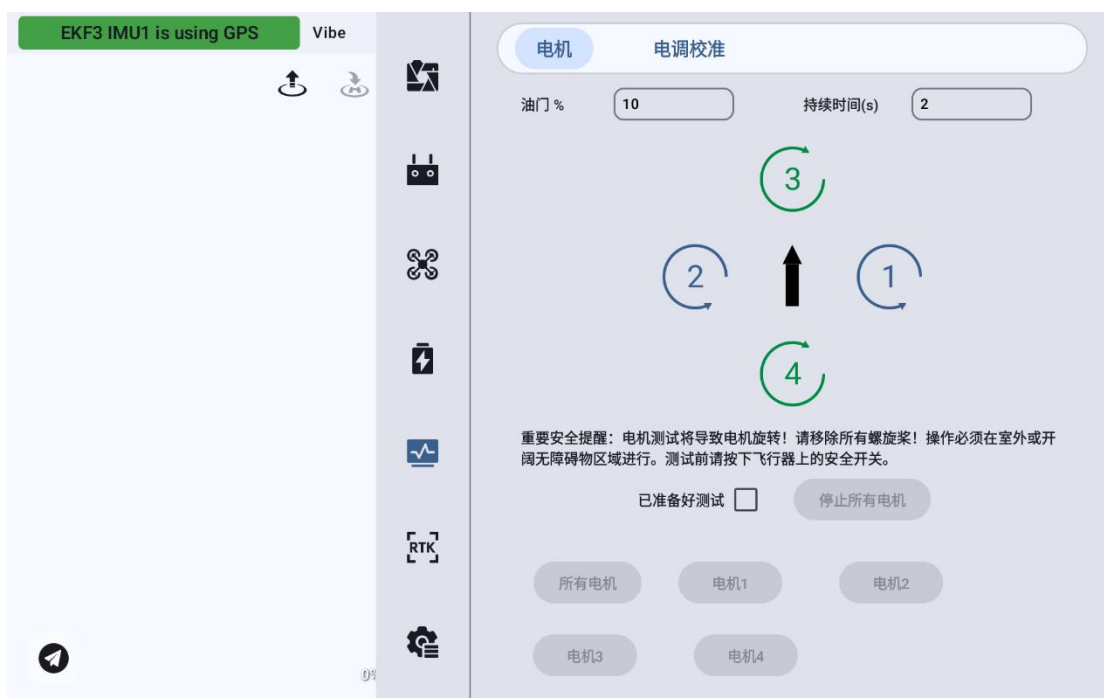 EKF3 IMU1 is using GPS
Vibe
电机
电调校准
油门 %
10
持续时间(s)
2
3
2
1
4
重要安全提醒：电机测试将导致电机旋转！请移除所有螺旋桨！操作必须在室外或开
阔无障碍物区域进行。测试前请按下飞行器上的安全开关。
已准备好测试
停止所有电机
RTK
所有电机
电机1
电机2
电机3
电机4
0%